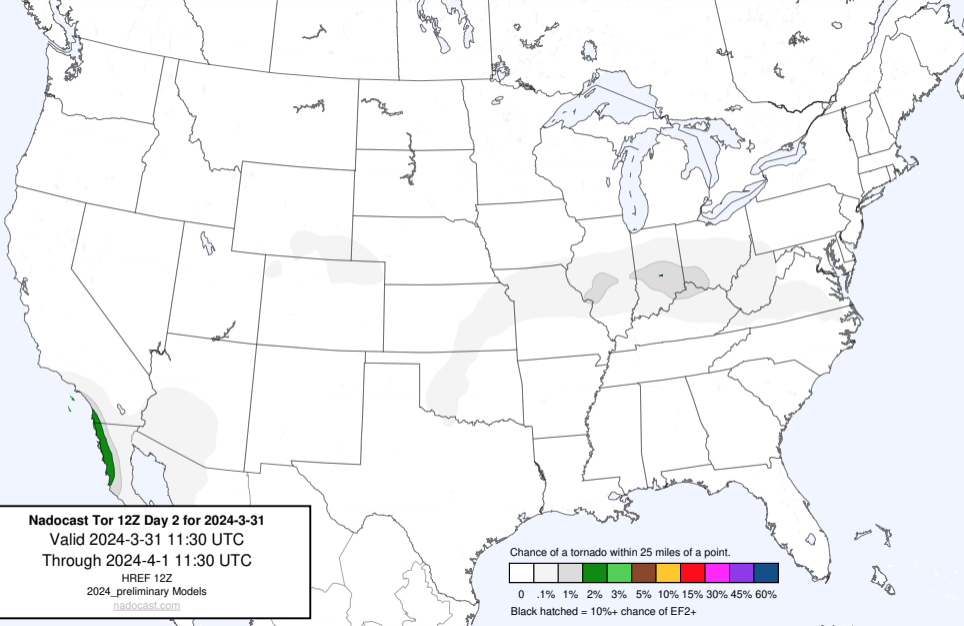 Nadocast Tor 12Z Day 2 for 2024-3-31
Valid 2024-3-31 11:30 UTC
Through 2024-4-1 11:30 UTC
HREF 12Z
2024_preliminary Models
nadocast.com
Chance of a tornado within 25 miles of a point.
0 .1% 1% 2% 3% 5% 10% 15% 30% 45% 60%
Black hatched = 10%+ chance of EF2+